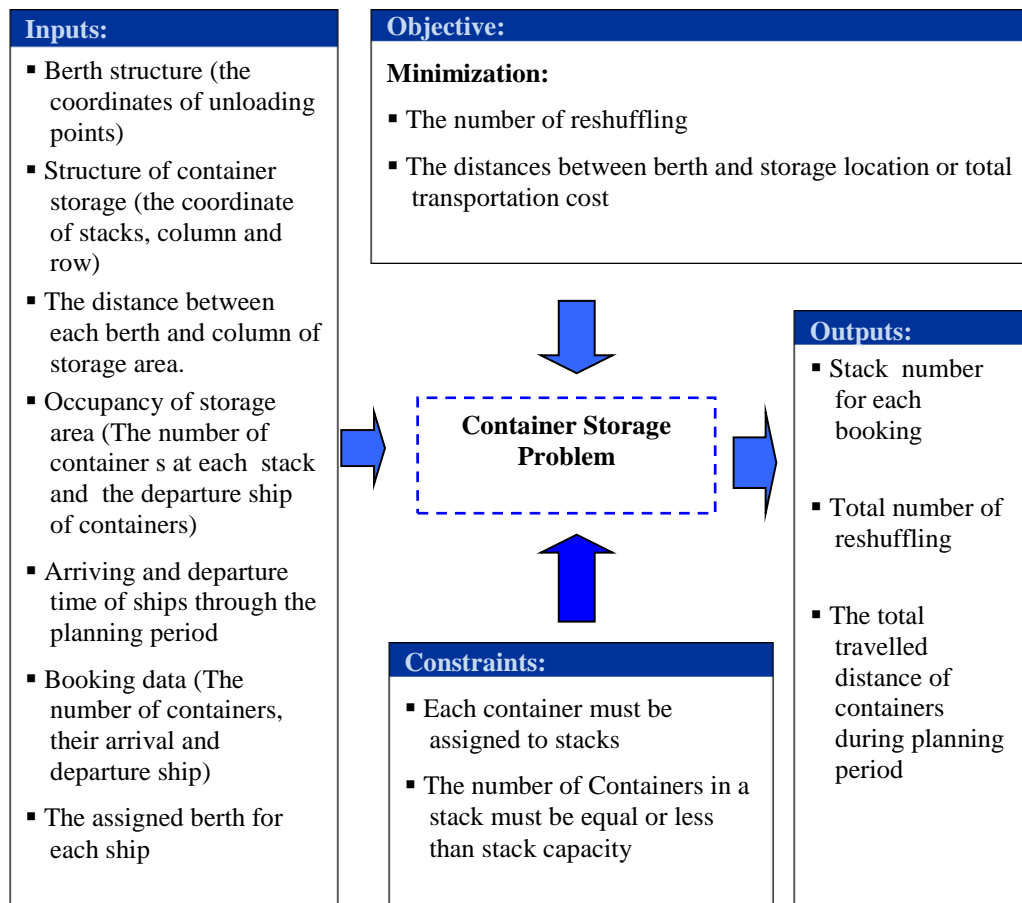 Inputs:
▪ Berth structure (the
coordinates of unloading
points)
▪ Structure of container
storage (the coordinate
of stacks, column and
row)
▪ The distance between
each berth and column of
storage area.
▪ Occupancy of storage
area (The number of
container s at each stack
and the departure ship
of containers)
▪ Arriving and departure
time of ships through the
planning period
▪ Booking data (The
number of containers,
their arrival and
departure ship)
▪ The assigned berth for
each ship
Objective:
Minimization:
▪ The number of reshuffling
▪ The distances between berth and storage location or total
transportation cost
Container Storage
Problem
Constraints:
▪ Each container must be
assigned to stacks
▪ The number of Containers in a
stack must be equal or less
than stack capacity
Outputs:
▪ Stack number
for each
booking
▪ Total number of
reshuffling
▪ The total
travelled
distance of
containers
during planning
period